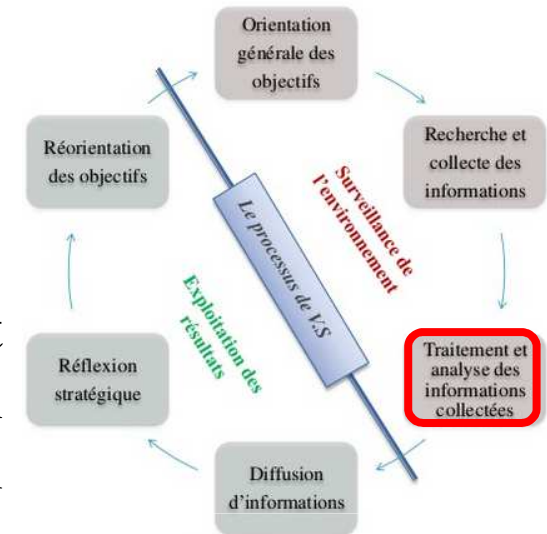 Orientation
générale des
objectifs
Recherche et
collecte des
informations
Traitement et
analyse des
informations
collectées
Diffusion
d'informations
Réflexion
stratégique
Réorientation
des objectifs
Le processus de V.S
Surveillance de
l'environnement
Exploitation des
résultats